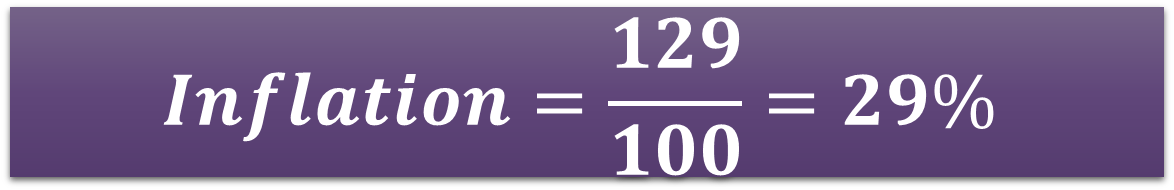 Inflation = 129/100 = 29%